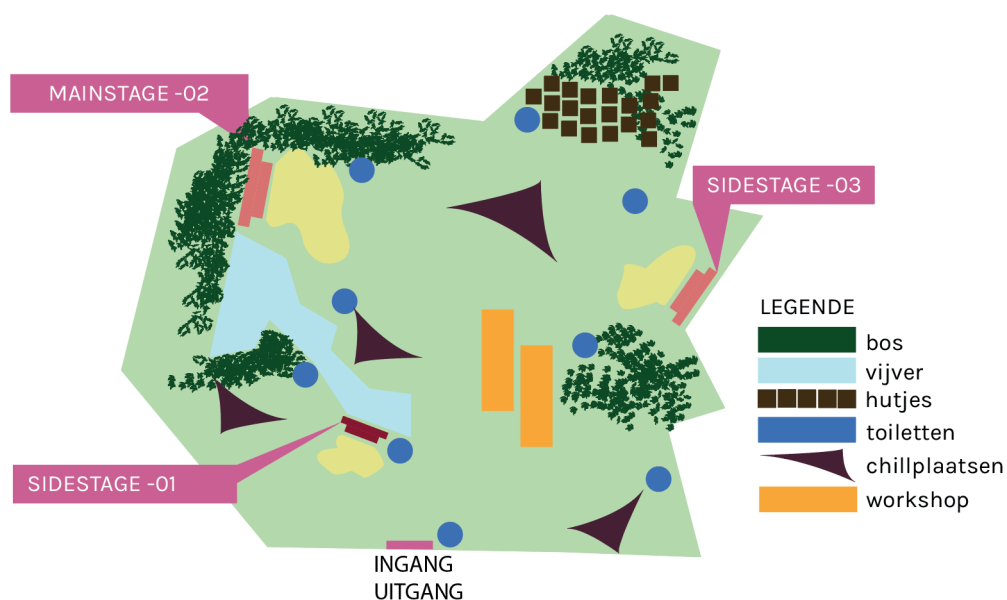 MAINSTAGE -02
SIDESTAGE -03
LEGENDE
bos
vijver
hutjes
toiletten
chillplaatsen
workshop
SIDESTAGE -01
INGANG
UITGANG